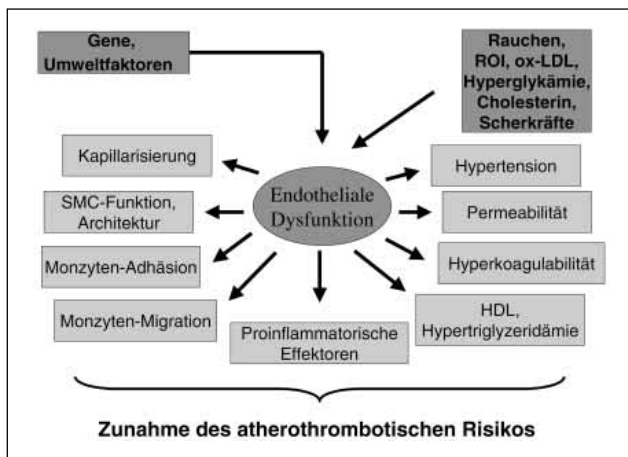 Gene,
Umweltfaktoren
Rauchen,
ROI, ox-LDL,
Hyperglykämie,
Cholesterin,
Scherkräfte
Kapillarisierung
SMC-Funktion,
Architektur
Monzyten-Adhäsion
Monzyten-Migration
Endotheliale
Dysfunktion
Proinflammatorische
Effektoren
Hypertension
Permeabilität
Hyperkoagulabilität
HDL,
Hypertriglyzeridämie
Zunahme des atherothrombotischen Risikos